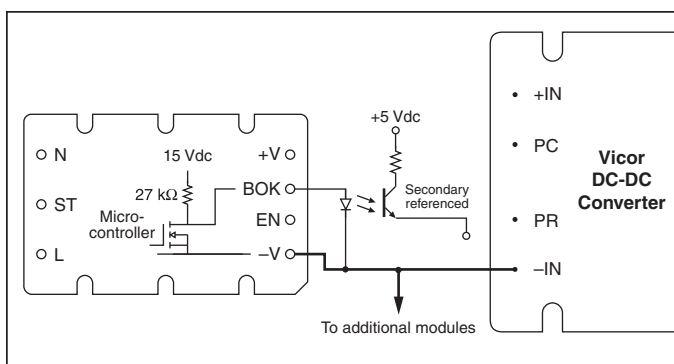 N
ST
L
15 Vdc
27 kΩ
Micro-
controller
+V
BOK
EN
–V
+5 Vdc
Secondary
referenced
To additional modules
+IN
PC
PR
–IN
Vicor
DC-DC
Converter